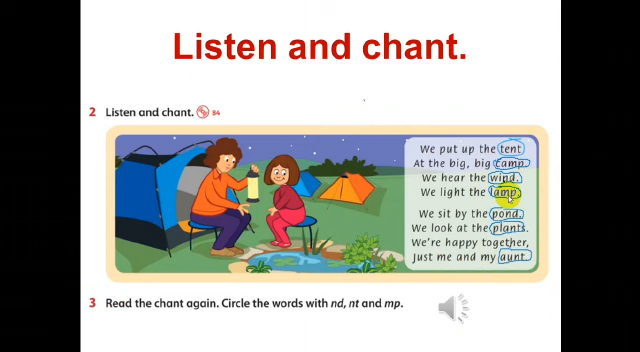 Listen and chant.
2 Listen and chant. 84
We put up the tent
At the big, big camp.
We hear the wind.
We light the lamp.
We sit by the pond.
We look at the plants.
We're happy together,
Just me and my aunt.
3 Read the chant again. Circle the words with nd, nt and mp.